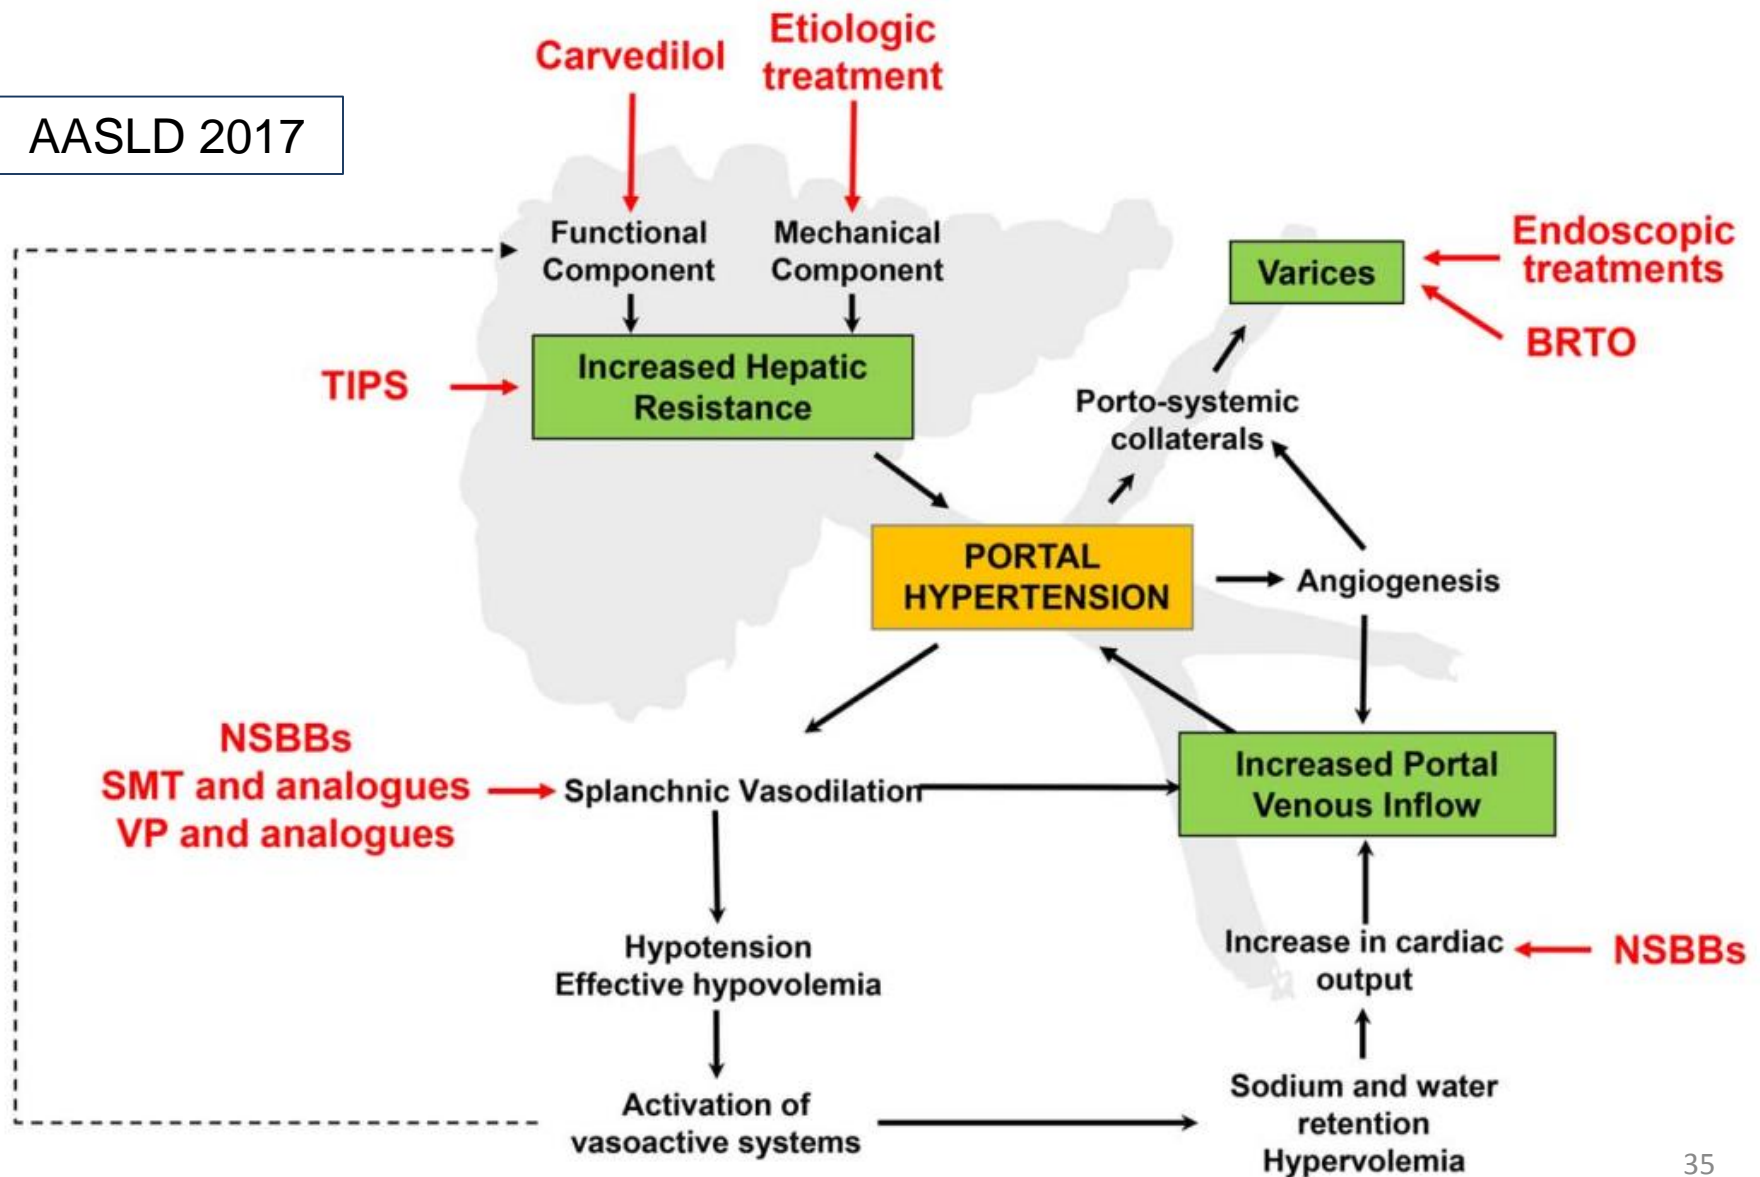 Carvedilol
Etiologic
treatment
AASLD 2017
Functional
Component
Mechanical
Component
Varices
Endoscopic
treatments
BRTO
TIPS
Increased Hepatic
Resistance
Porto-systemic
collaterals
PORTAL
HYPERTENSION
Angiogenesis
NSBBs
SMT and analogues
VP and analogues
Splanchnic Vasodilation
Increased Portal
Venous Inflow
Hypotension
Effective hypovolemia
Increase in cardiac
output
NSBBs
Activation of
vasoactive systems
Sodium and water
retention
Hypervolemia
35